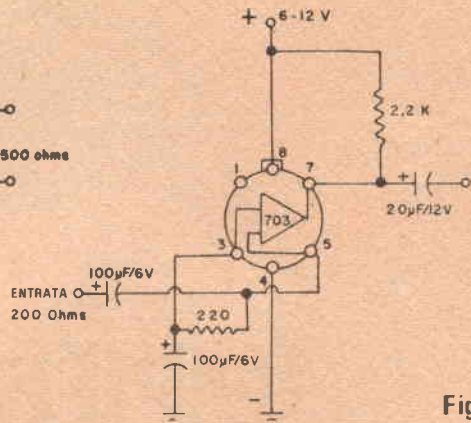 + 6-12 V
500 ohms
2,2 K
8
1
7
+
20µF/12V
703
3
5
4
100µF/6V
ENTRATA +
200 Ohms
220
+
100µF/6V
-
Fig